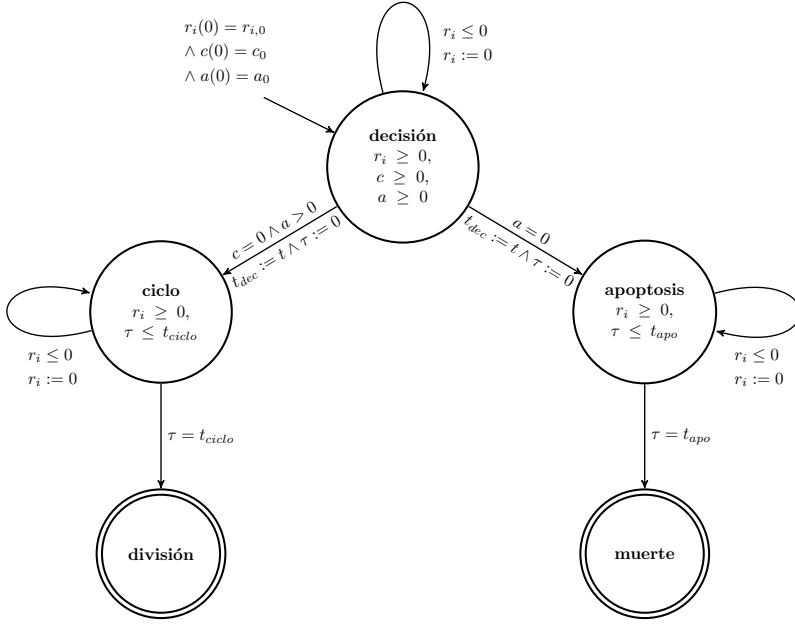 r_i(0) = r_{i,0}
∧ c(0) = c_0
∧ a(0) = a_0
r_i ≤ 0
r_i := 0
decisión
r_i ≥ 0,
c ≥ 0,
a ≥ 0
c = 0 ∧ a > 0
t_{dec} := t ∧ τ := 0
a = 0
t_{dec} := t ∧ τ := 0
ciclo
r_i ≥ 0,
τ ≤ t_{ciclo}
r_i ≤ 0
r_i := 0
apoptosis
r_i ≥ 0,
τ ≤ t_{apo}
r_i ≤ 0
r_i := 0
τ = t_{ciclo}
τ = t_{apo}
división
muerte